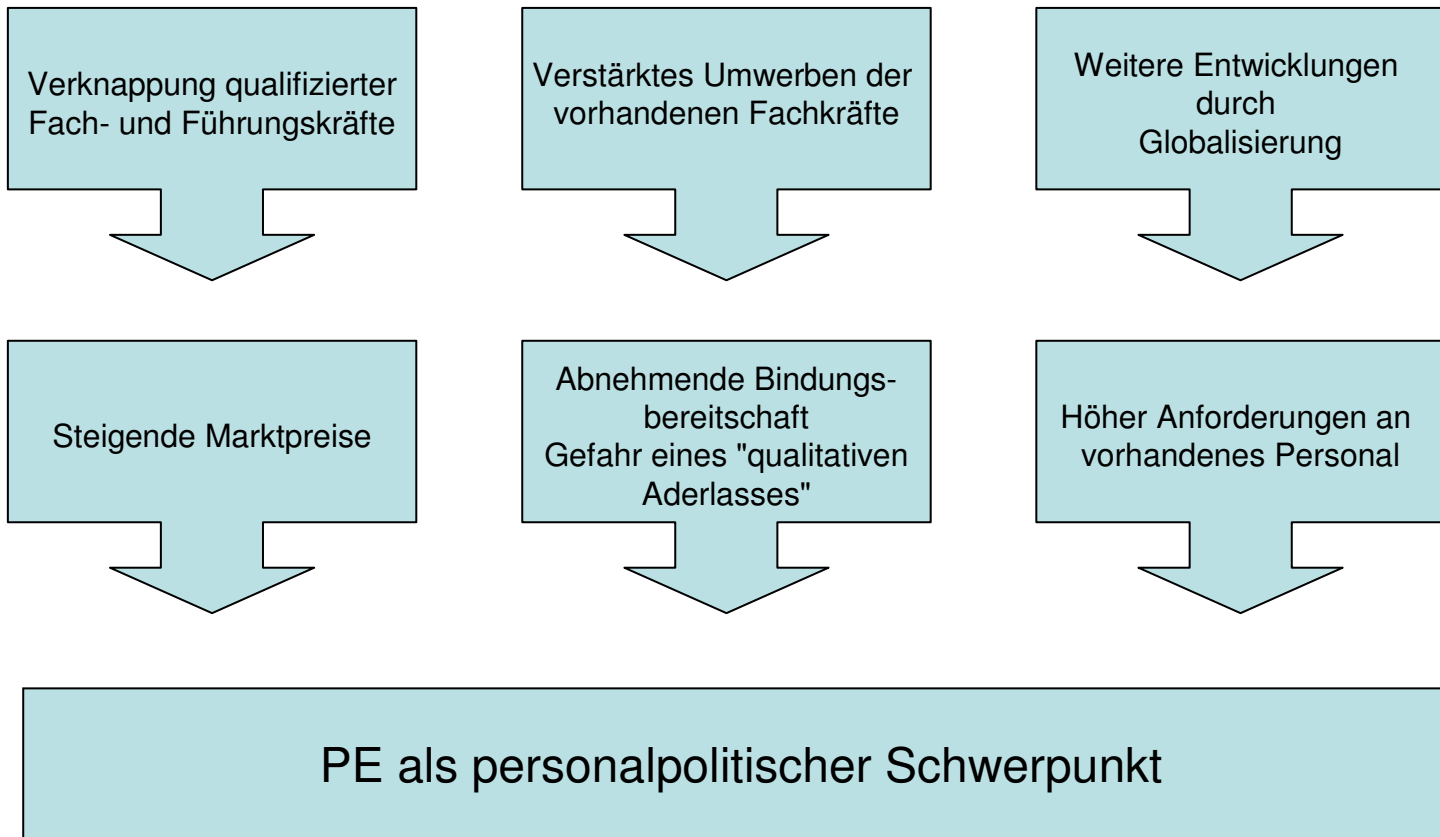 Verknappung qualifizierter
Fach- und Führungskräfte
Verstärktes Umwerben der
vorhandenen Fachkräfte
Weitere Entwicklungen
durch
Globalisierung
Steigende Marktpreise
Abnehmende Bindungs-
bereitschaft
Gefahr eines "qualitativen
Aderlasses"
Höher Anforderungen an
vorhandenes Personal
PE als personalpolitischer Schwerpunkt